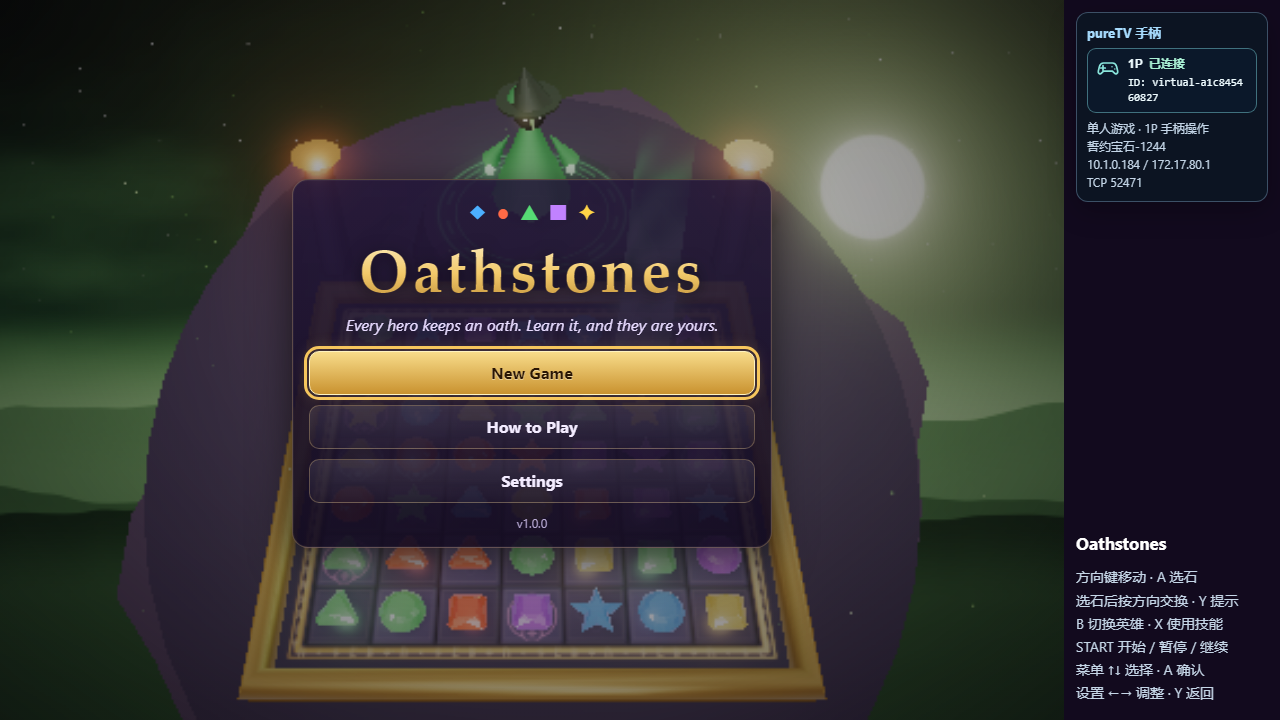 Oathstones
Every hero keeps an oath. Learn it, and they are yours.
New Game
How to Play
Settings
v1.0.0
pureTV 手柄
1P 已连接
ID: virtual-a1c8454
60827
单人游戏 · 1P 手柄操作
誓约宝石-1244
10.1.0.184 / 172.17.80.1
TCP 52471
Oathstones
方向键移动 · A 选石
选石后按方向交换 · Y 提示
B 切换英雄 · X 使用技能
START 开始 / 暂停 / 继续
菜单 ↑↓ 选择 · A 确认
设置 ←→ 调整 · Y 返回